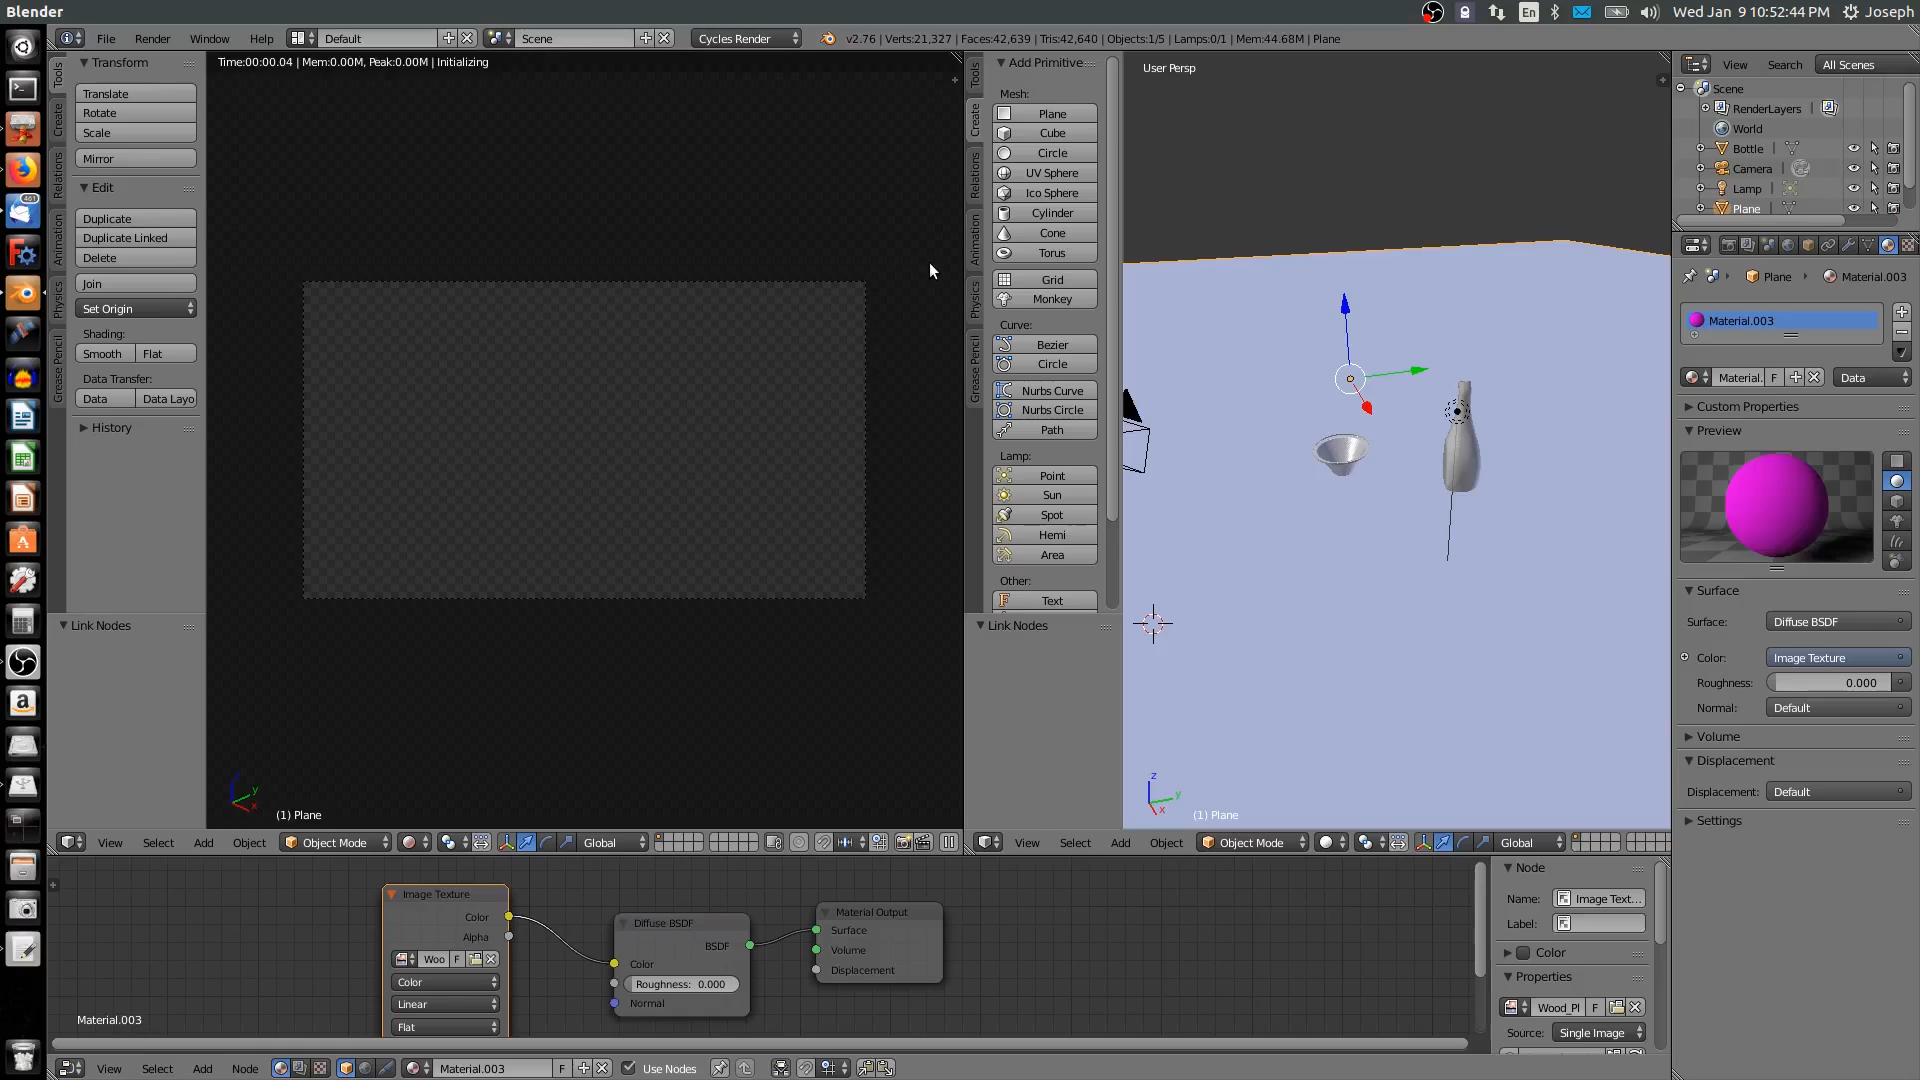 Blender
En
Wed Jan 9 10:52:44 PM
Joseph
File
Render
Window
Help
Default
Scene
Cycles Render
v2.76 | Verts:21,327 | Faces:42,639 | Tris:42,640 | Objects:1/5 | Lamps:0/1 | Mem:44.68M | Plane
Time:00:00.04 | Mem:0.00M, Peak:0.00M | Initializing
Tools
Create
Relations
Animation
Physics
Grease Pencil
Transform
Translate
Rotate
Scale
Mirror
Edit
Duplicate
Duplicate Linked
Delete
Join
Set Origin
Shading:
Smooth
Flat
Data Transfer:
Data
Data Layo
History
Link Nodes
461
(1) Plane
View
Select
Add
Object
Object Mode
Global
Tools
Create
Relations
Animation
Physics
Grease Pencil
Add Primitive
Mesh:
Plane
Cube
Circle
UV Sphere
Ico Sphere
Cylinder
Cone
Torus
Grid
Monkey
Curve:
Bezier
Circle
Nurbs Curve
Nurbs Circle
Path
Lamp:
Point
Sun
Spot
Hemi
Area
Other:
Text
Link Nodes
User Persp
(1) Plane
View
Select
Add
Object
Object Mode
Global
View
Search
All Scenes
Scene
RenderLayers
World
Bottle
Camera
Lamp
Plane
Plane
Material.003
Material.003
Material.
F
Data
Custom Properties
Preview
Surface
Surface:
Diffuse BSDF
Color:
Image Texture
Roughness:
0.000
Normal:
Default
Volume
Displacement
Displacement:
Default
Settings
Image Texture
Color
Alpha
Woo
F
Color
Linear
Flat
Diffuse BSDF
BSDF
Color
Roughness: 0.000
Normal
Material Output
Surface
Volume
Displacement
Material.003
Node
Name:
Image Text...
Label:
Color
Properties
Wood_Pl
F
Source:
Single Image
View
Select
Add
Node
Material.003
F
Use Nodes
x
y
z
x
y